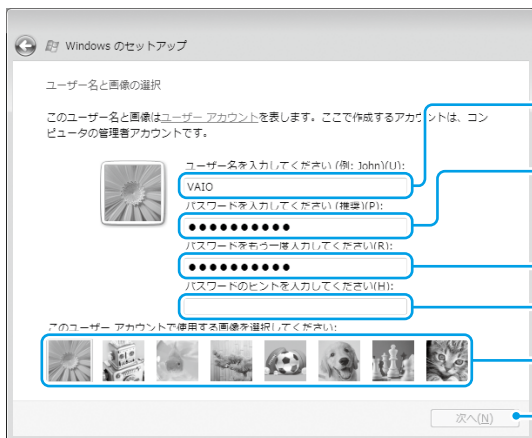 Windows のセットアップ
ユーザー名と画像の選択
このユーザー名と画像はユーザー アカウントを表します。ここで作成するアカウントは、コン
ピュータの管理者アカウントです。
ユーザー名を入力してください (例: John)(U):
VAIO
パスワードを入力してください (推奨)(P):
●●●●●●●●●●
パスワードをもう一度入力してください(R):
●●●●●●●●●●
パスワードのヒントを入力してください(H):
このユーザー アカウントで使用する画像を選択してください:
次へ(N)